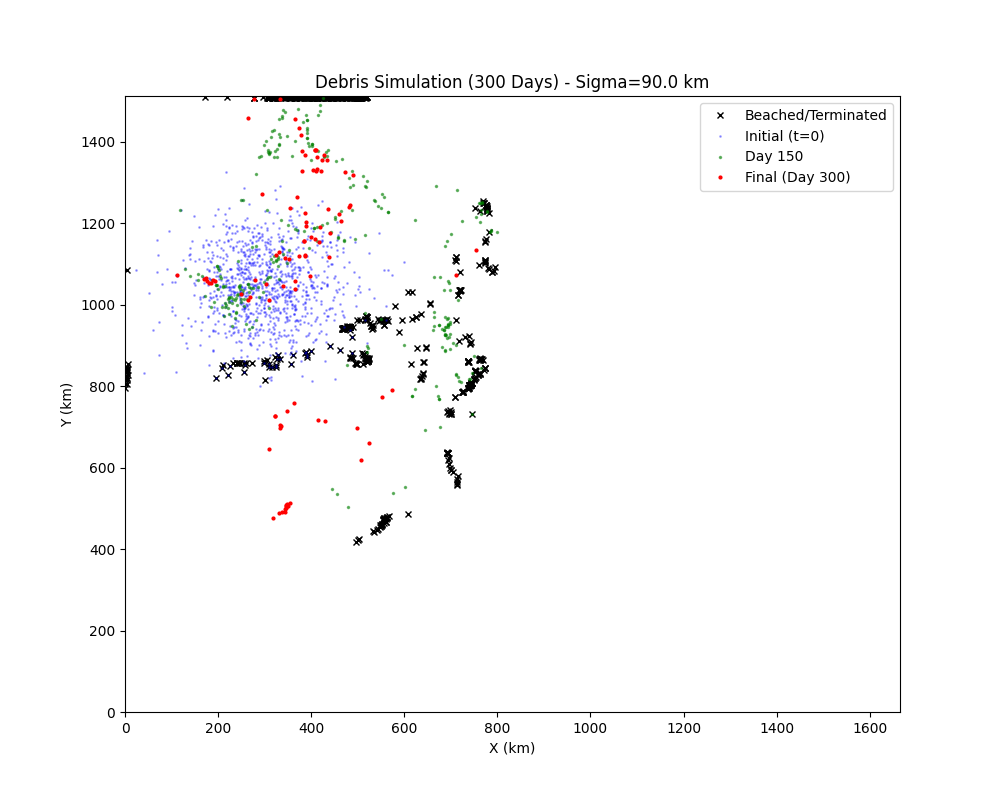 Debris Simulation (300 Days) - Sigma=90.0 km
Beached/Terminated
Initial (t=0)
Day 150
Final (Day 300)
Y (km)
1400
1200
1000
800
600
400
200
0
0 200 400 600 800 1000 1200 1400 1600
X (km)